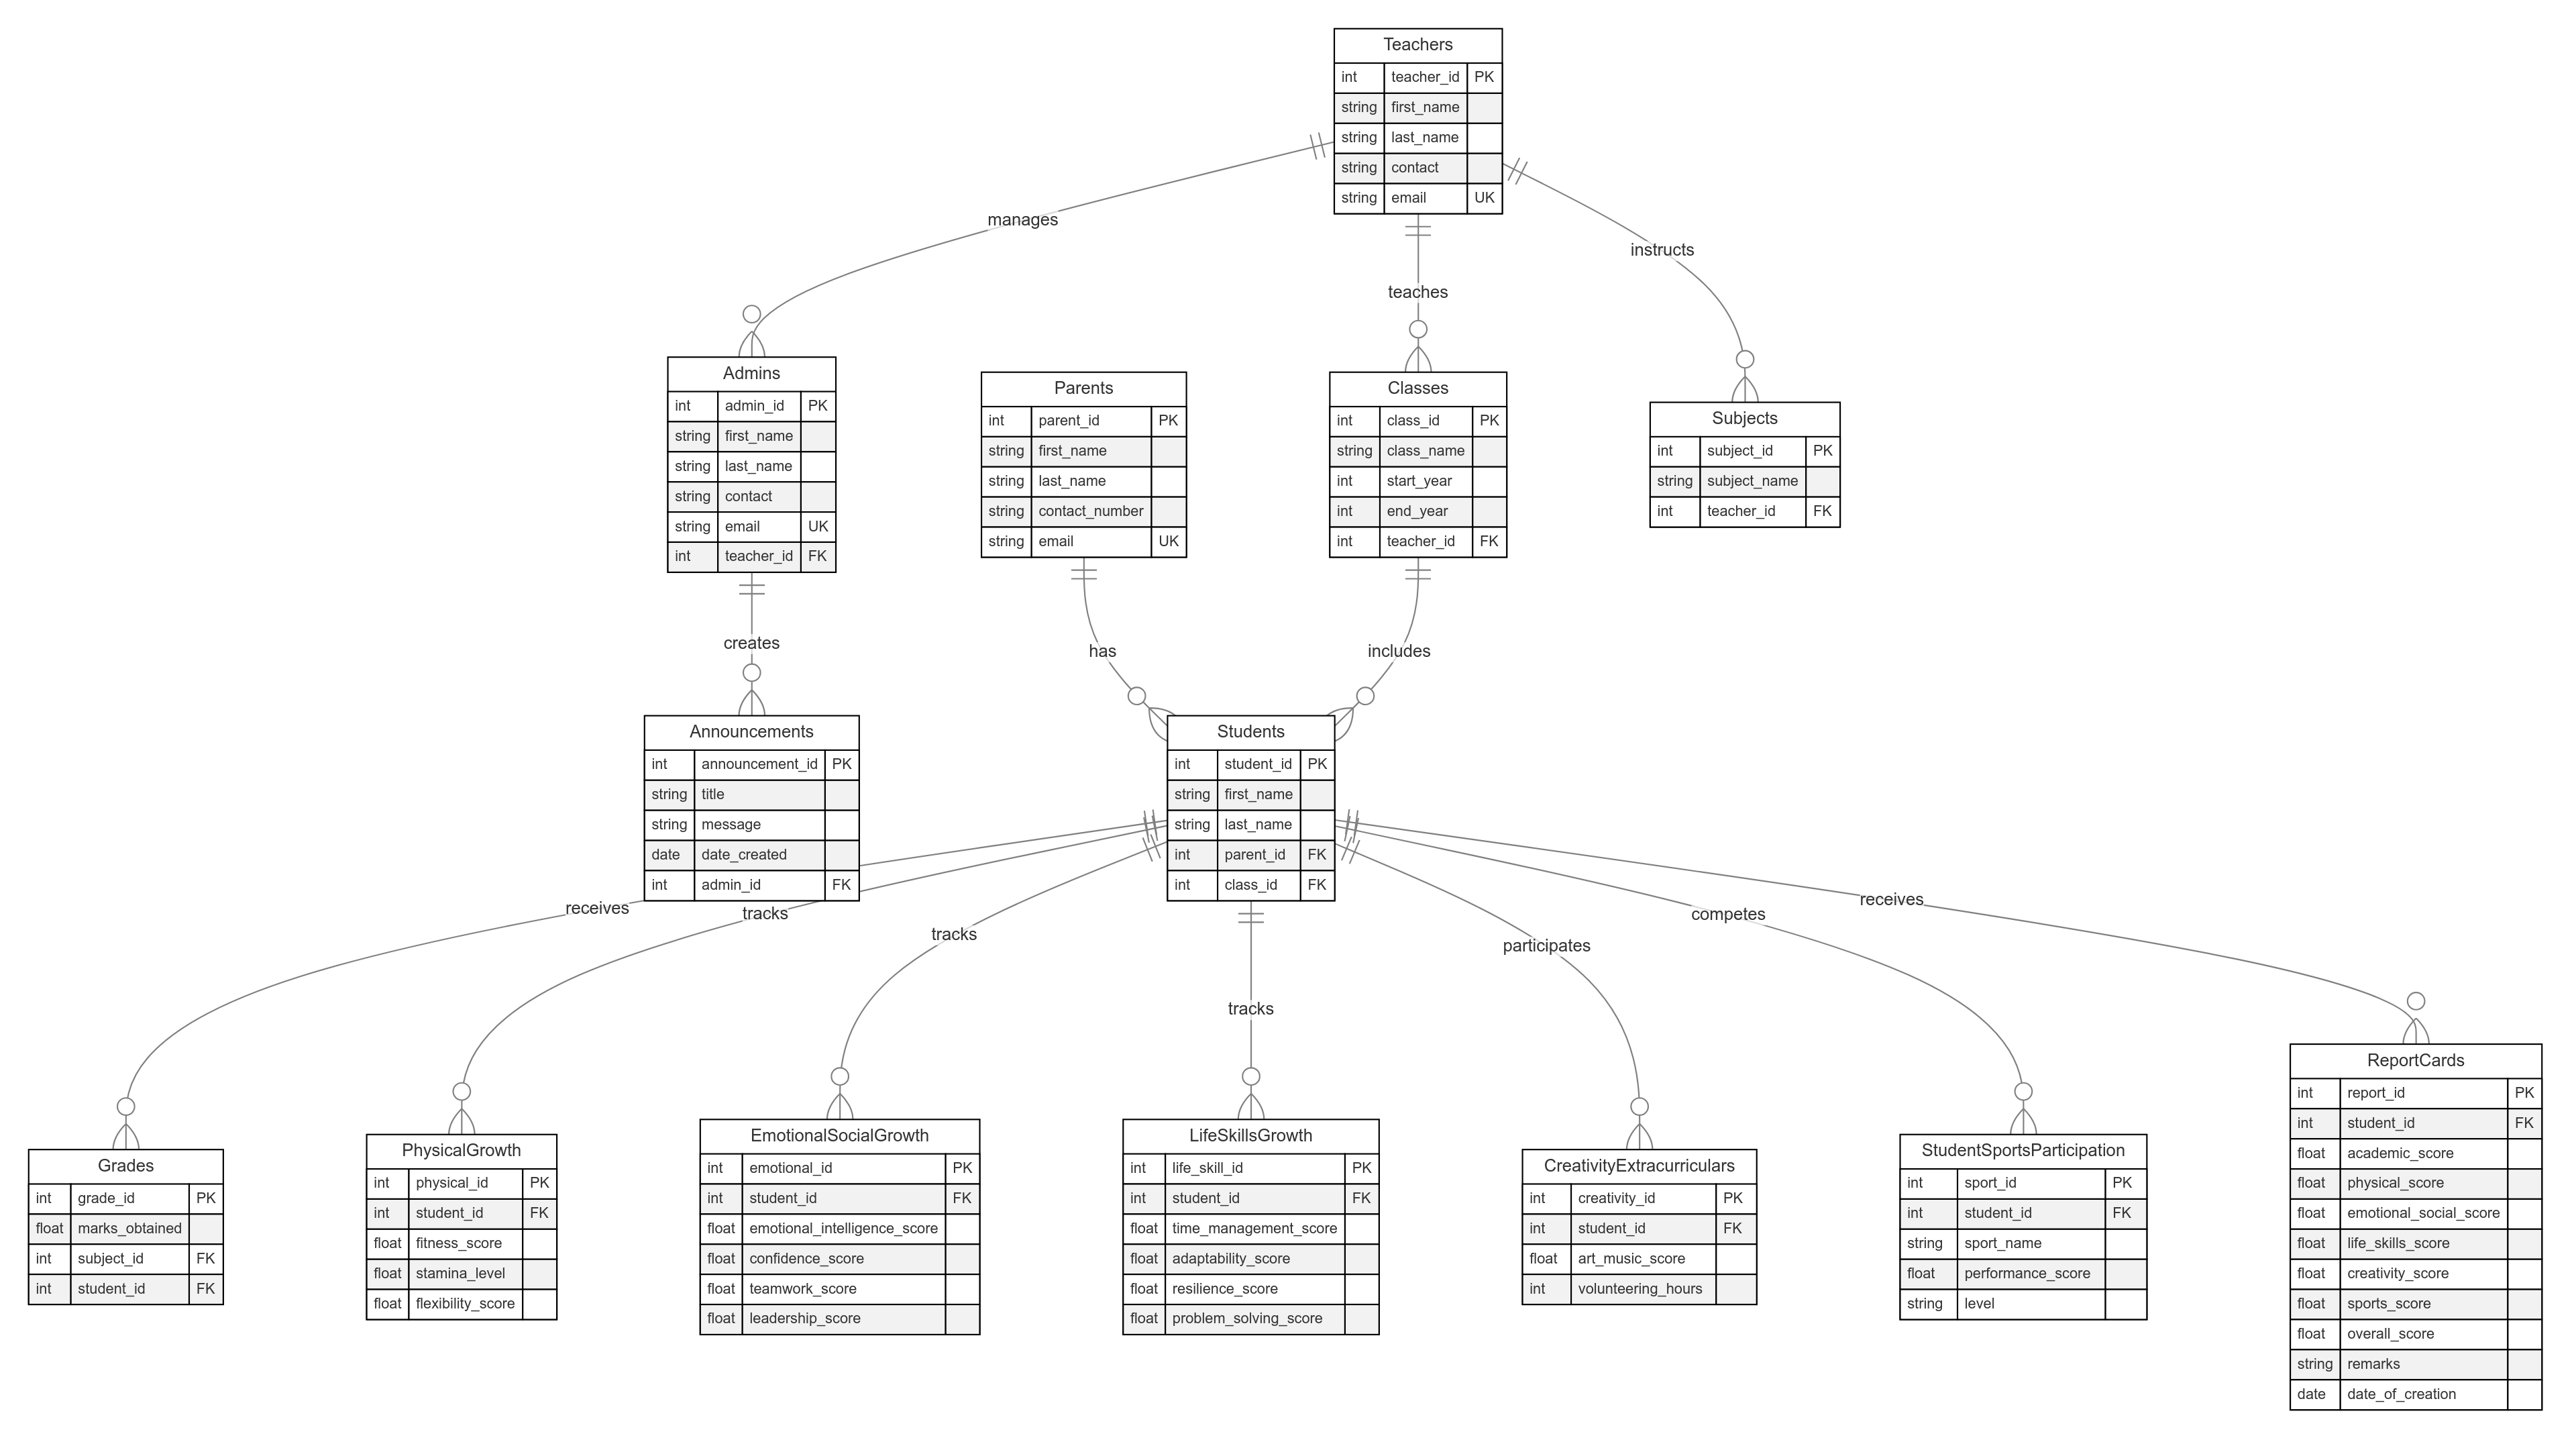 Teachers
int teacher_id PK
string first_name
string last_name
string contact
string email UK
manages
teaches
instructs
Admins
int admin_id PK
string first_name
string last_name
string contact
string email UK
int teacher_id FK
Parents
int parent_id PK
string first_name
string last_name
string contact_number
string email UK
Classes
int class_id PK
string class_name
int start_year
int end_year
int teacher_id FK
Subjects
int subject_id PK
string subject_name
int teacher_id FK
creates
has
includes
Announcements
int announcement_id PK
string title
string message
date date_created
int admin_id FK
Students
int student_id PK
string first_name
string last_name
int parent_id FK
int class_id FK
receives
tracks
tracks
tracks
participates
competes
receives
Grades
int grade_id PK
float marks_obtained
int subject_id FK
int student_id FK
PhysicalGrowth
int physical_id PK
int student_id FK
float fitness_score
float stamina_level
float flexibility_score
EmotionalSocialGrowth
int emotional_id PK
int student_id FK
float emotional_intelligence_score
float confidence_score
float teamwork_score
float leadership_score
LifeSkillsGrowth
int life_skill_id PK
int student_id FK
float time_management_score
float adaptability_score
float resilience_score
float problem_solving_score
CreativityExtracurriculars
int creativity_id PK
int student_id FK
float art_music_score
int volunteering_hours
StudentSportsParticipation
int sport_id PK
int student_id FK
string sport_name
float performance_score
string level
ReportCards
int report_id PK
int student_id FK
float academic_score
float physical_score
float emotional_social_score
float life_skills_score
float creativity_score
float sports_score
float overall_score
string remarks
date date_of_creation